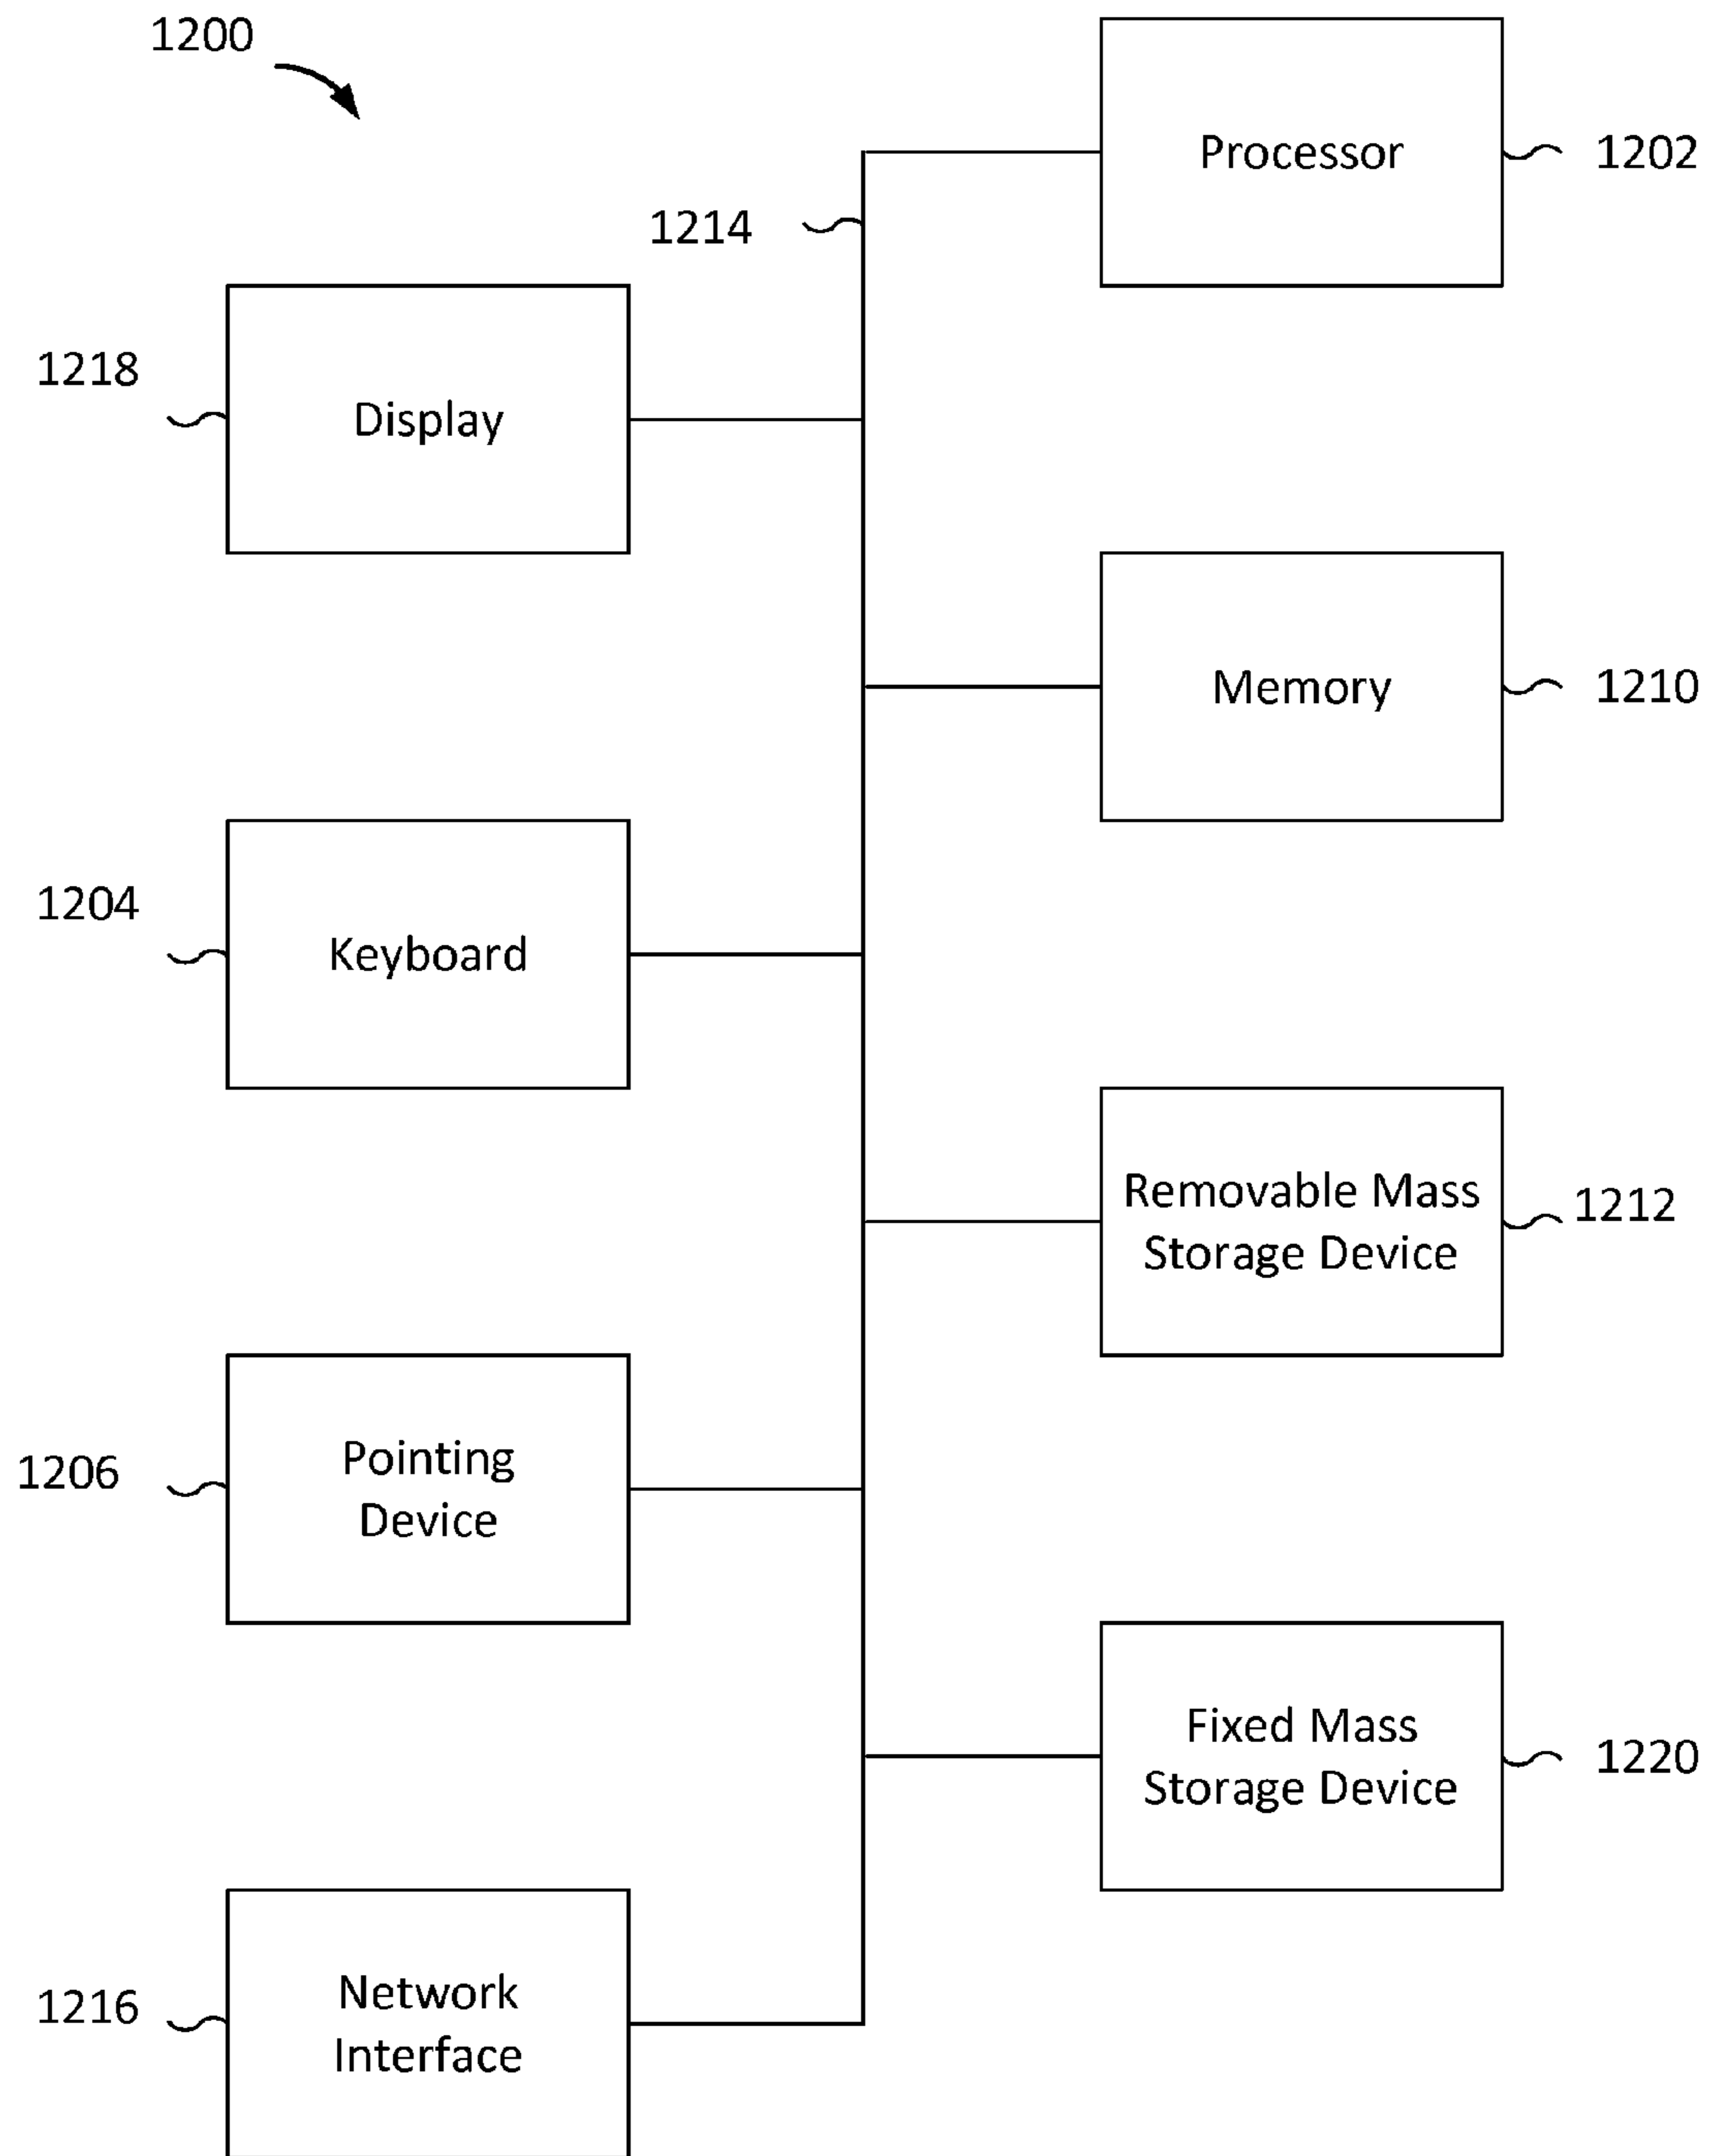 1200
Processor
1202
1214
1218
Display
Memory
1210
1204
Keyboard
Removable Mass
Storage Device
1212
1206
Pointing
Device
Fixed Mass
Storage Device
1220
1216
Network
Interface